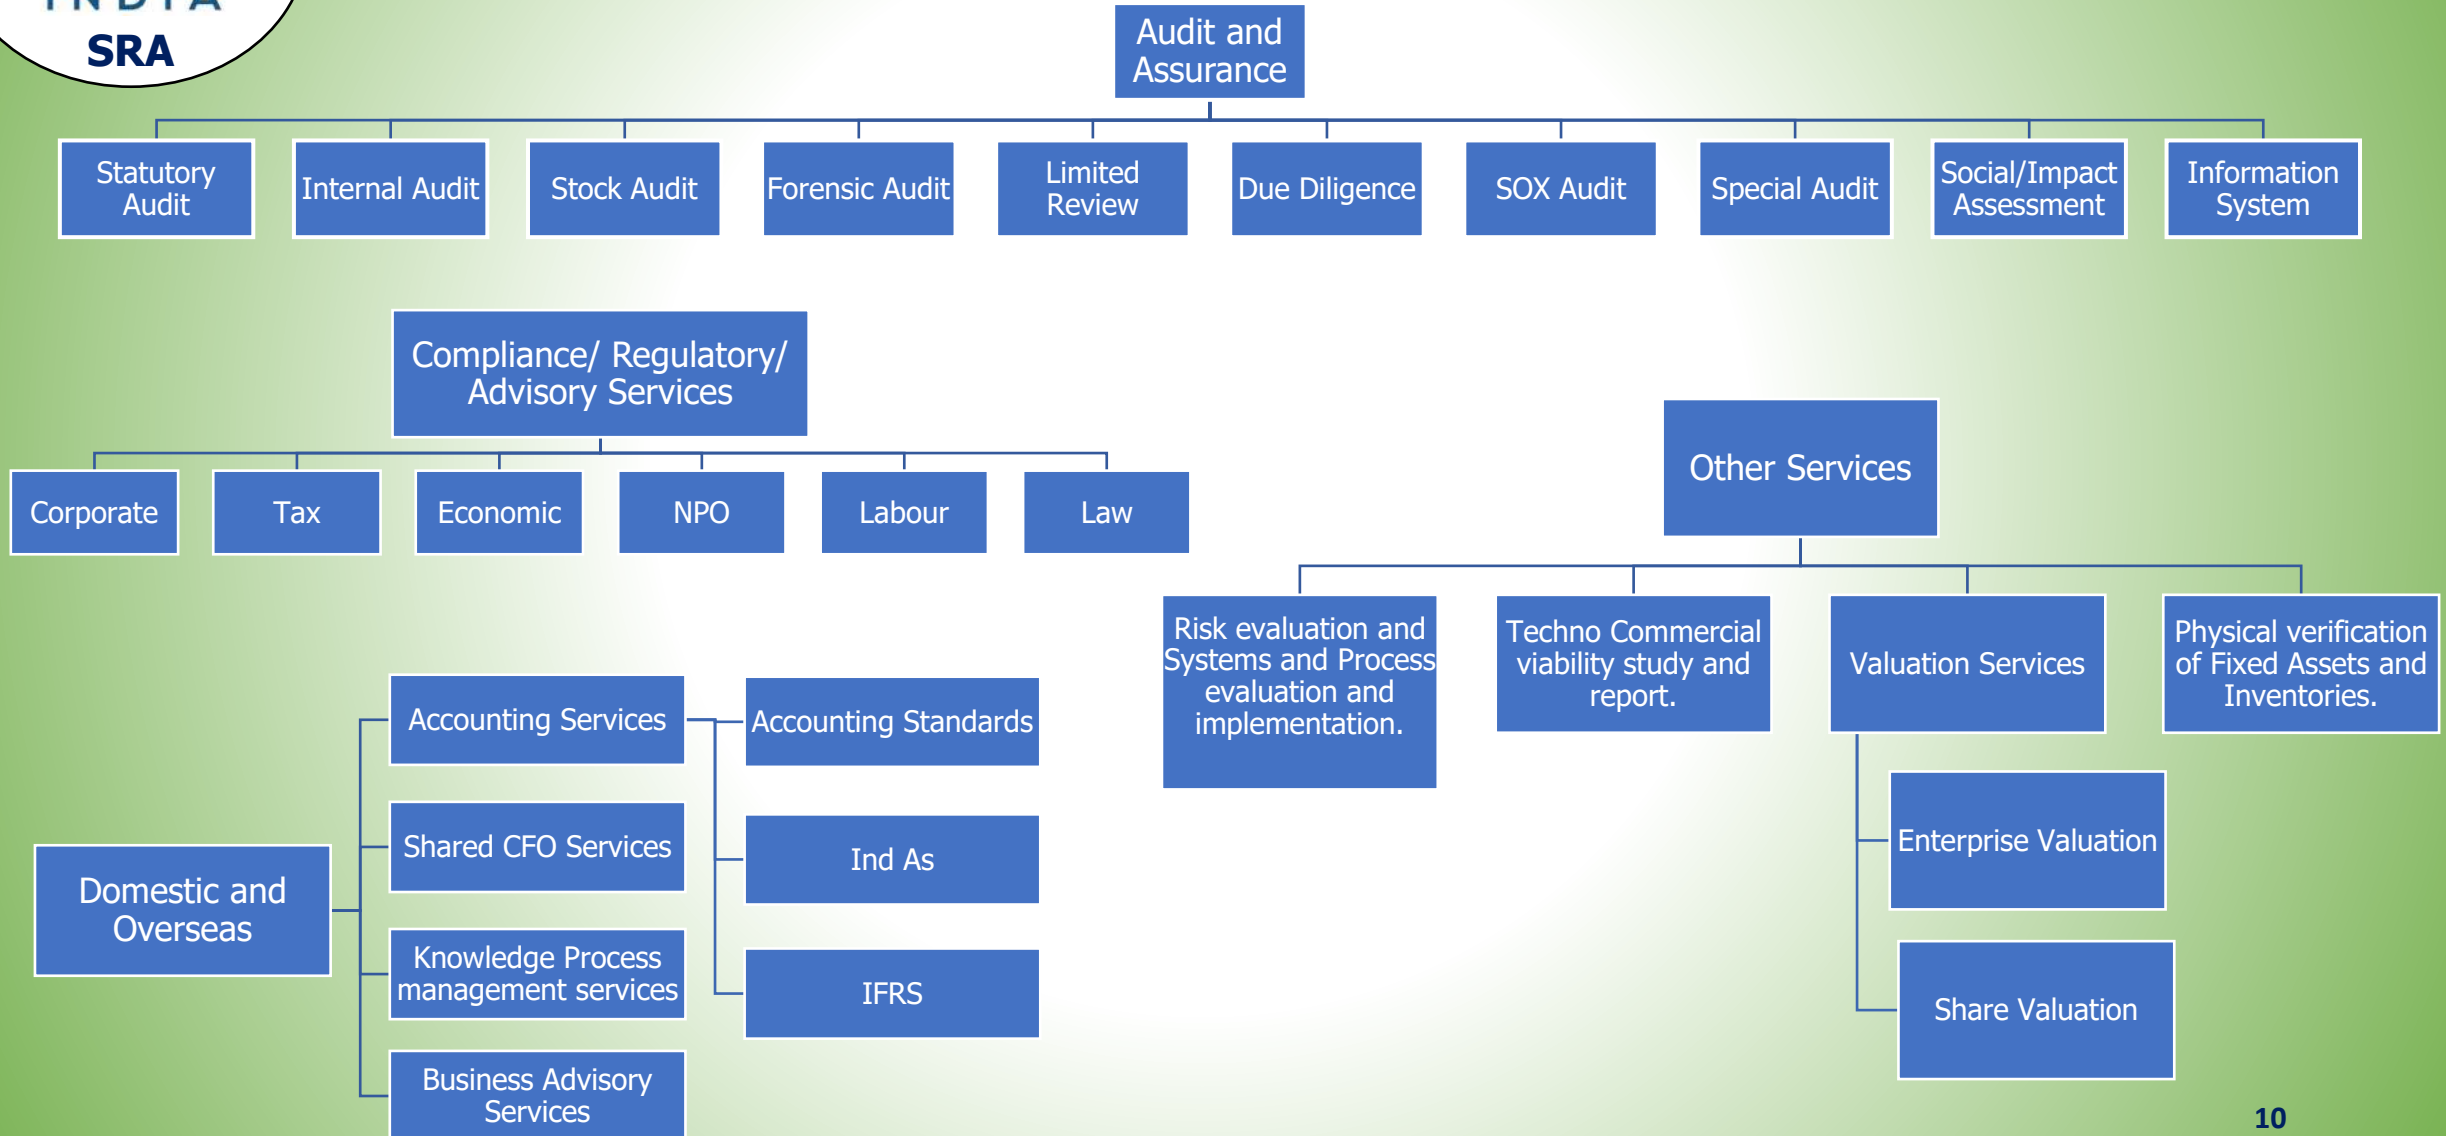 INDIA
SRA
Audit and
Assurance
Statutory
Audit
Internal Audit
Stock Audit
Forensic Audit
Limited
Review
Due Diligence
SOX Audit
Special Audit
Social/Impact
Assessment
Information
System
Compliance/ Regulatory/
Advisory Services
Corporate
Tax
Economic
NPO
Labour
Law
Other Services
Risk evaluation and
Systems and Process
evaluation and
implementation.
Techno Commercial
viability study and
report.
Valuation Services
Physical verification
of Fixed Assets and
Inventories.
Enterprise Valuation
Share Valuation
Domestic and
Overseas
Accounting Services
Shared CFO Services
Knowledge Process
management services
Business Advisory
Services
Accounting Standards
Ind As
IFRS
10